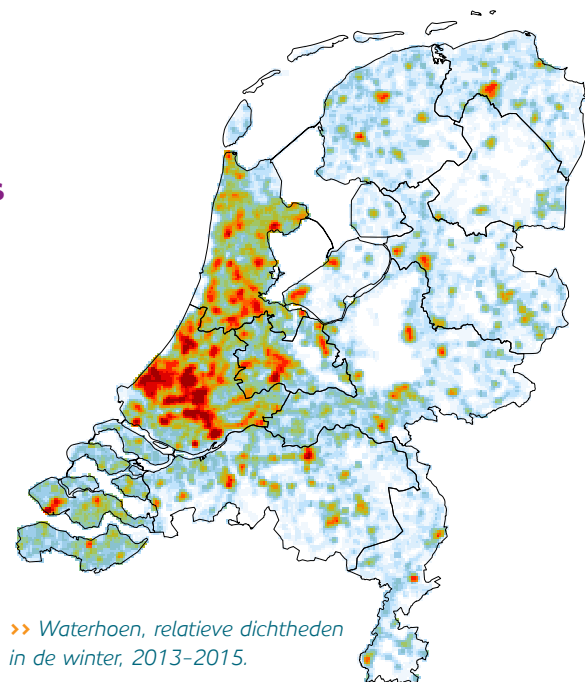 s
>> Waterhoen, relatieve dichtheden
in de winter, 2013-2015.